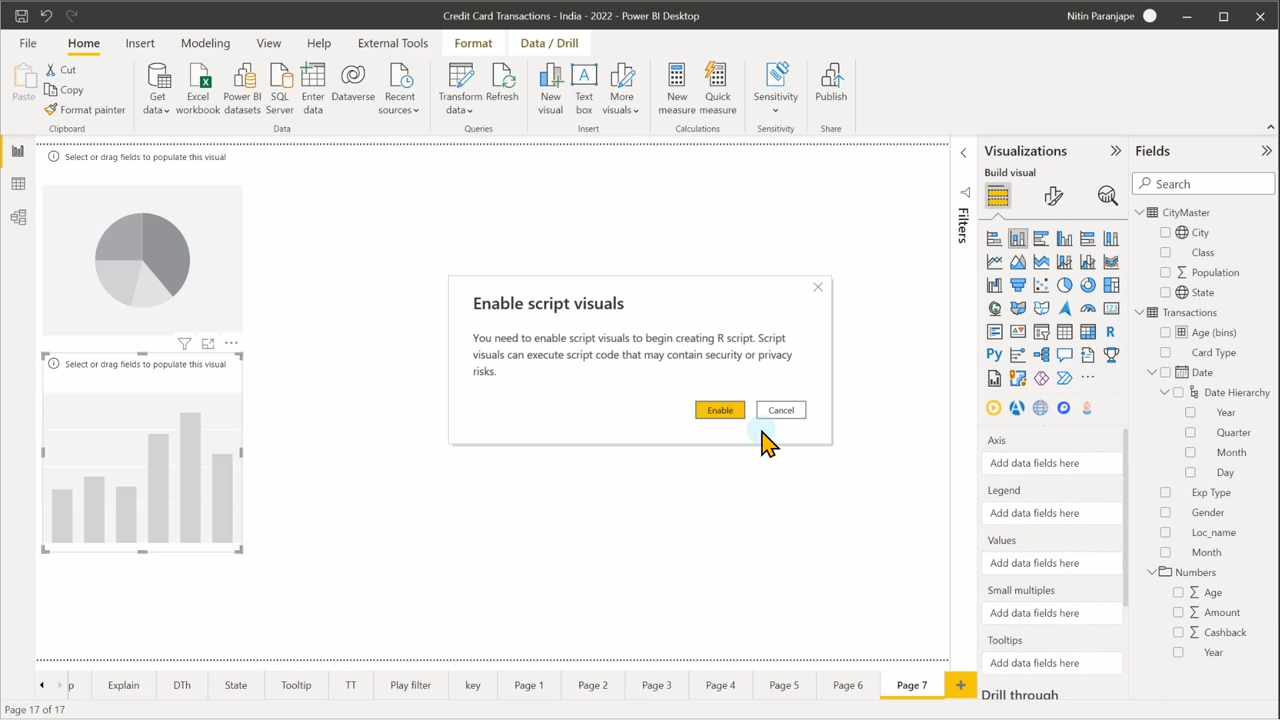 Credit Card Transactions - India - 2022 - Power BI Desktop
Nitin Paranjape
File
Home
Insert
Modeling
View
Help
External Tools
Format
Data / Drill
Paste
Cut
Copy
Format painter
Clipboard
Get
data
Excel
workbook
Power BI
datasets
SQL
Server
Enter
data
Dataverse
Recent
sources
Data
Transform
data
Refresh
Queries
New
visual
Text
box
More
visuals
Insert
New
measure
Quick
measure
Calculations
Sensitivity
Sensitivity
Publish
Share
Select or drag fields to populate this visual
Select or drag fields to populate this visual
Enable script visuals
You need to enable script visuals to begin creating R script. Script
visuals can execute script code that may contain security or privacy
risks.
Enable
Cancel
Filters
Visualizations
Build visual
123
R
Py
Axis
Add data fields here
Legend
Add data fields here
Values
Add data fields here
Small multiples
Add data fields here
Tooltips
Add data fields here
Drill through
Fields
Search
CityMaster
City
Class
Population
State
Transactions
Age (bins)
Card Type
Date
Date Hierarchy
Year
Quarter
Month
Day
Exp Type
Gender
Loc_name
Month
Numbers
Age
Amount
Cashback
Year
p
Explain
DTh
State
Tooltip
TT
Play filter
key
Page 1
Page 2
Page 3
Page 4
Page 5
Page 6
Page 7
Page 17 of 17